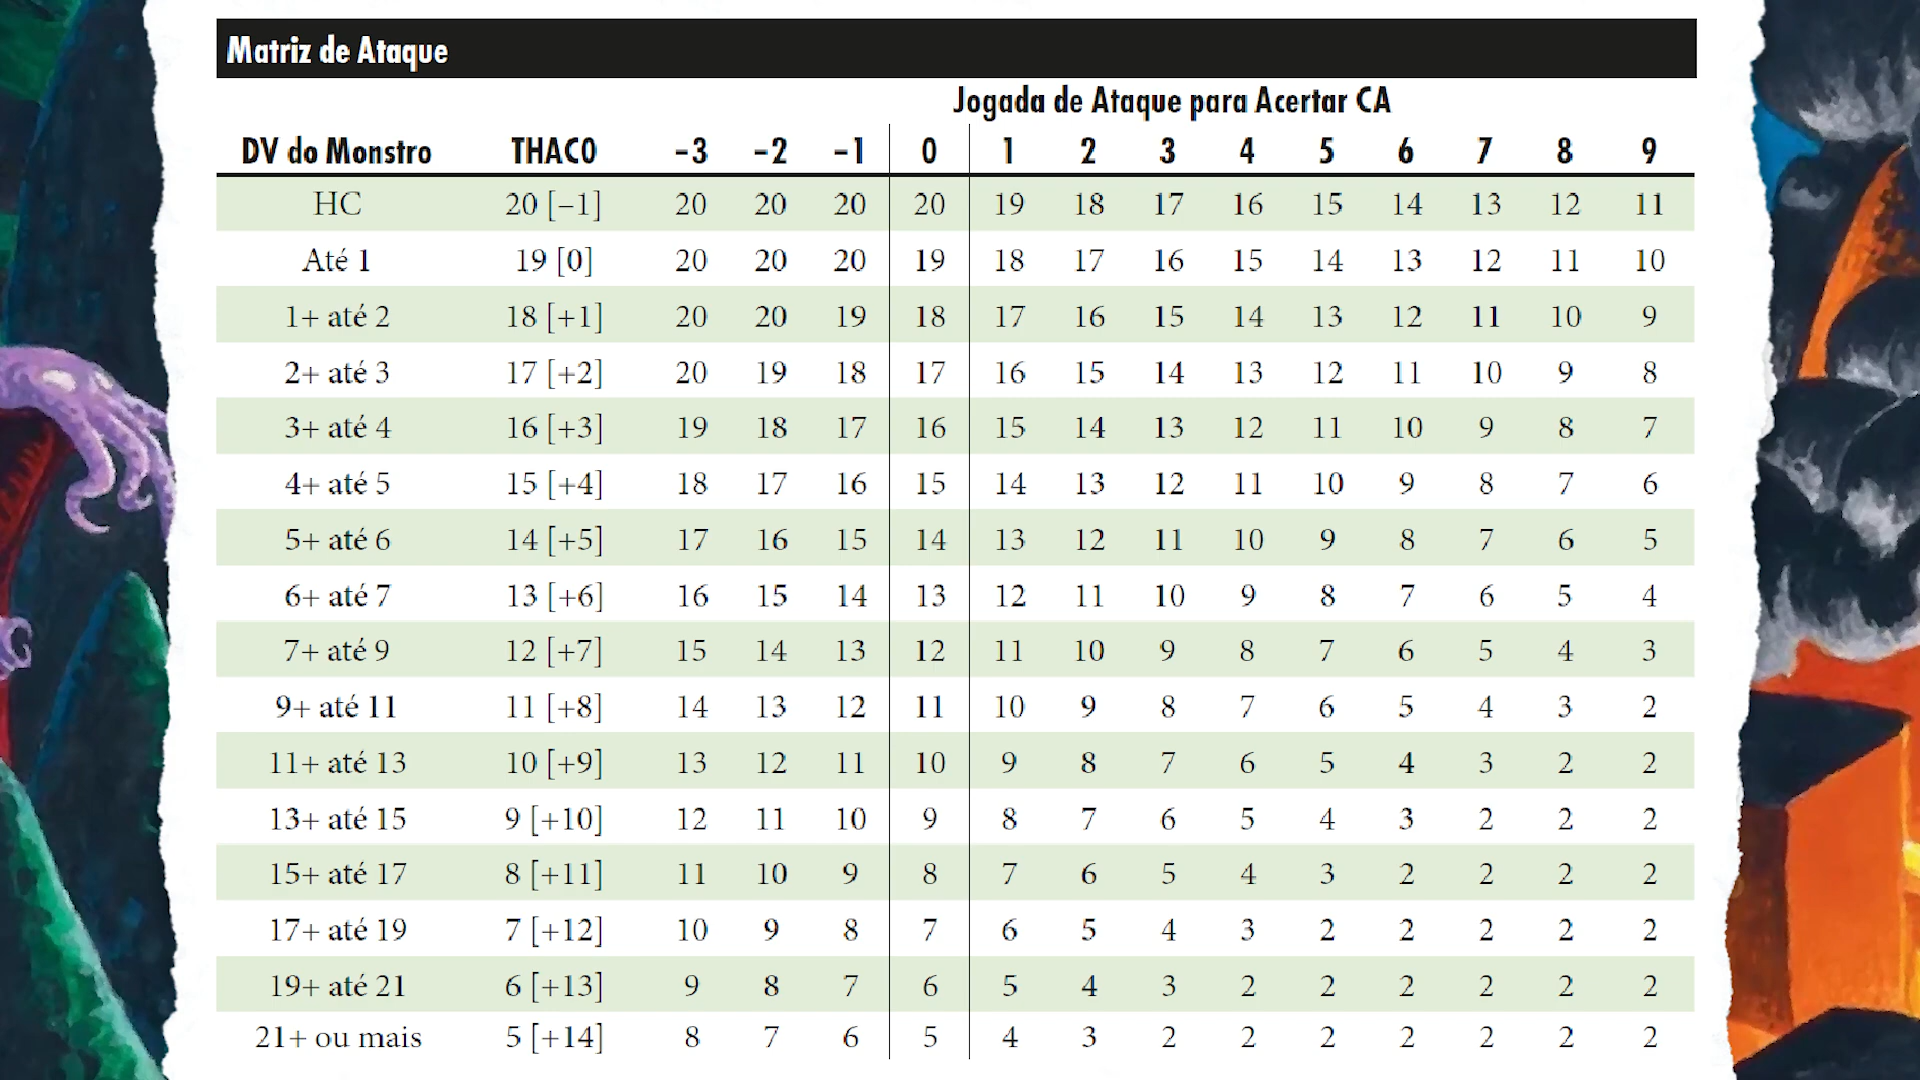 Matriz de Ataque
Jogada de Ataque para Acertar CA
DV do Monstro THAC0 –3 –2 –1 0 1 2 3 4 5 6 7 8 9
HC 20 [–1] 20 20 20 20 19 18 17 16 15 14 13 12 11
Até 1 19 [0] 20 20 20 19 18 17 16 15 14 13 12 11 10
1+ até 2 18 [+1] 20 20 19 18 17 16 15 14 13 12 11 10 9
2+ até 3 17 [+2] 20 19 18 17 16 15 14 13 12 11 10 9 8
3+ até 4 16 [+3] 19 18 17 16 15 14 13 12 11 10 9 8 7
4+ até 5 15 [+4] 18 17 16 15 14 13 12 11 10 9 8 7 6
5+ até 6 14 [+5] 17 16 15 14 13 12 11 10 9 8 7 6 5
6+ até 7 13 [+6] 16 15 14 13 12 11 10 9 8 7 6 5 4
7+ até 9 12 [+7] 15 14 13 12 11 10 9 8 7 6 5 4 3
9+ até 11 11 [+8] 14 13 12 11 10 9 8 7 6 5 4 3 2
11+ até 13 10 [+9] 13 12 11 10 9 8 7 6 5 4 3 2 2
13+ até 15 9 [+10] 12 11 10 9 8 7 6 5 4 3 2 2 2
15+ até 17 8 [+11] 11 10 9 8 7 6 5 4 3 2 2 2 2
17+ até 19 7 [+12] 10 9 8 7 6 5 4 3 2 2 2 2 2
19+ até 21 6 [+13] 9 8 7 6 5 4 3 2 2 2 2 2 2
21+ ou mais 5 [+14] 8 7 6 5 4 3 2 2 2 2 2 2 2